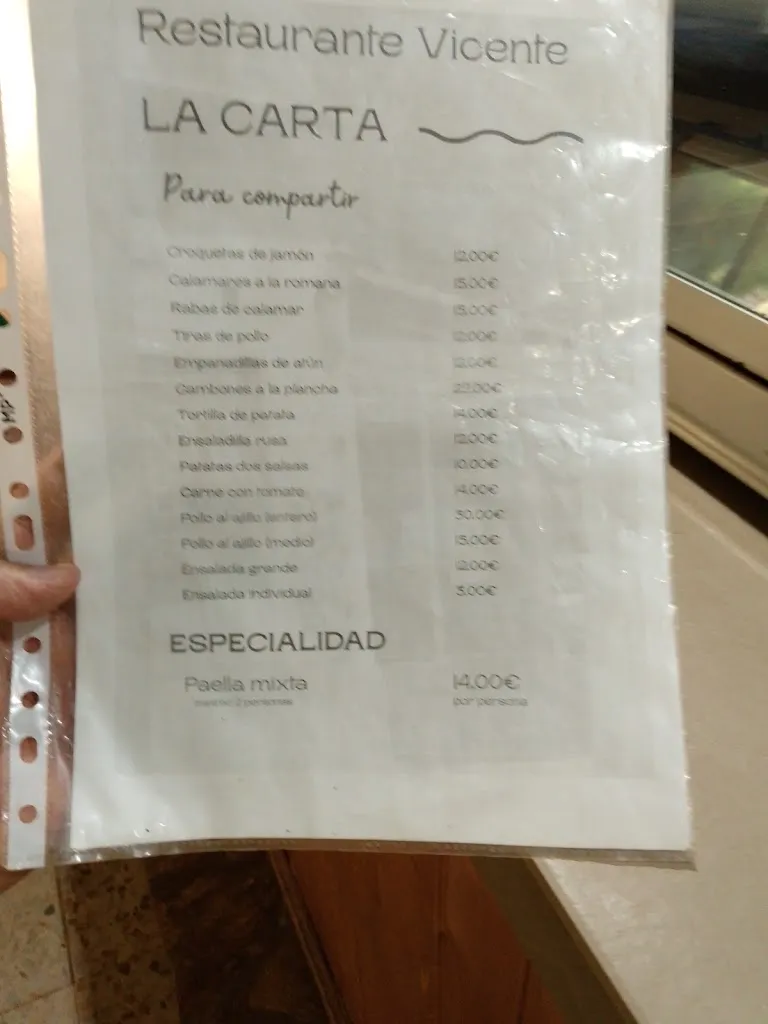 Restaurante Vicente
LA CARTA
Para compartir
Croquetas de jamón 12.00€
Calamares a la romana 15.00€
Rabas de calamar 15.00€
Tiras de pollo 12.00€
Empanadillas de atún 12.00€
Gambones a la plancha 22.00€
Tortilla de patata 14.00€
Ensaladilla rusa 12.00€
Patatas dos salsas 10.00€
Carne con tomate 14.00€
Pollo al ajillo (entero) 30.00€
Pollo al ajillo (medio) 15.00€
Ensalada grande 12.00€
Ensalada individual 5.00€
ESPECIALIDAD
Paella mixta 14.00€
2 personas por persona